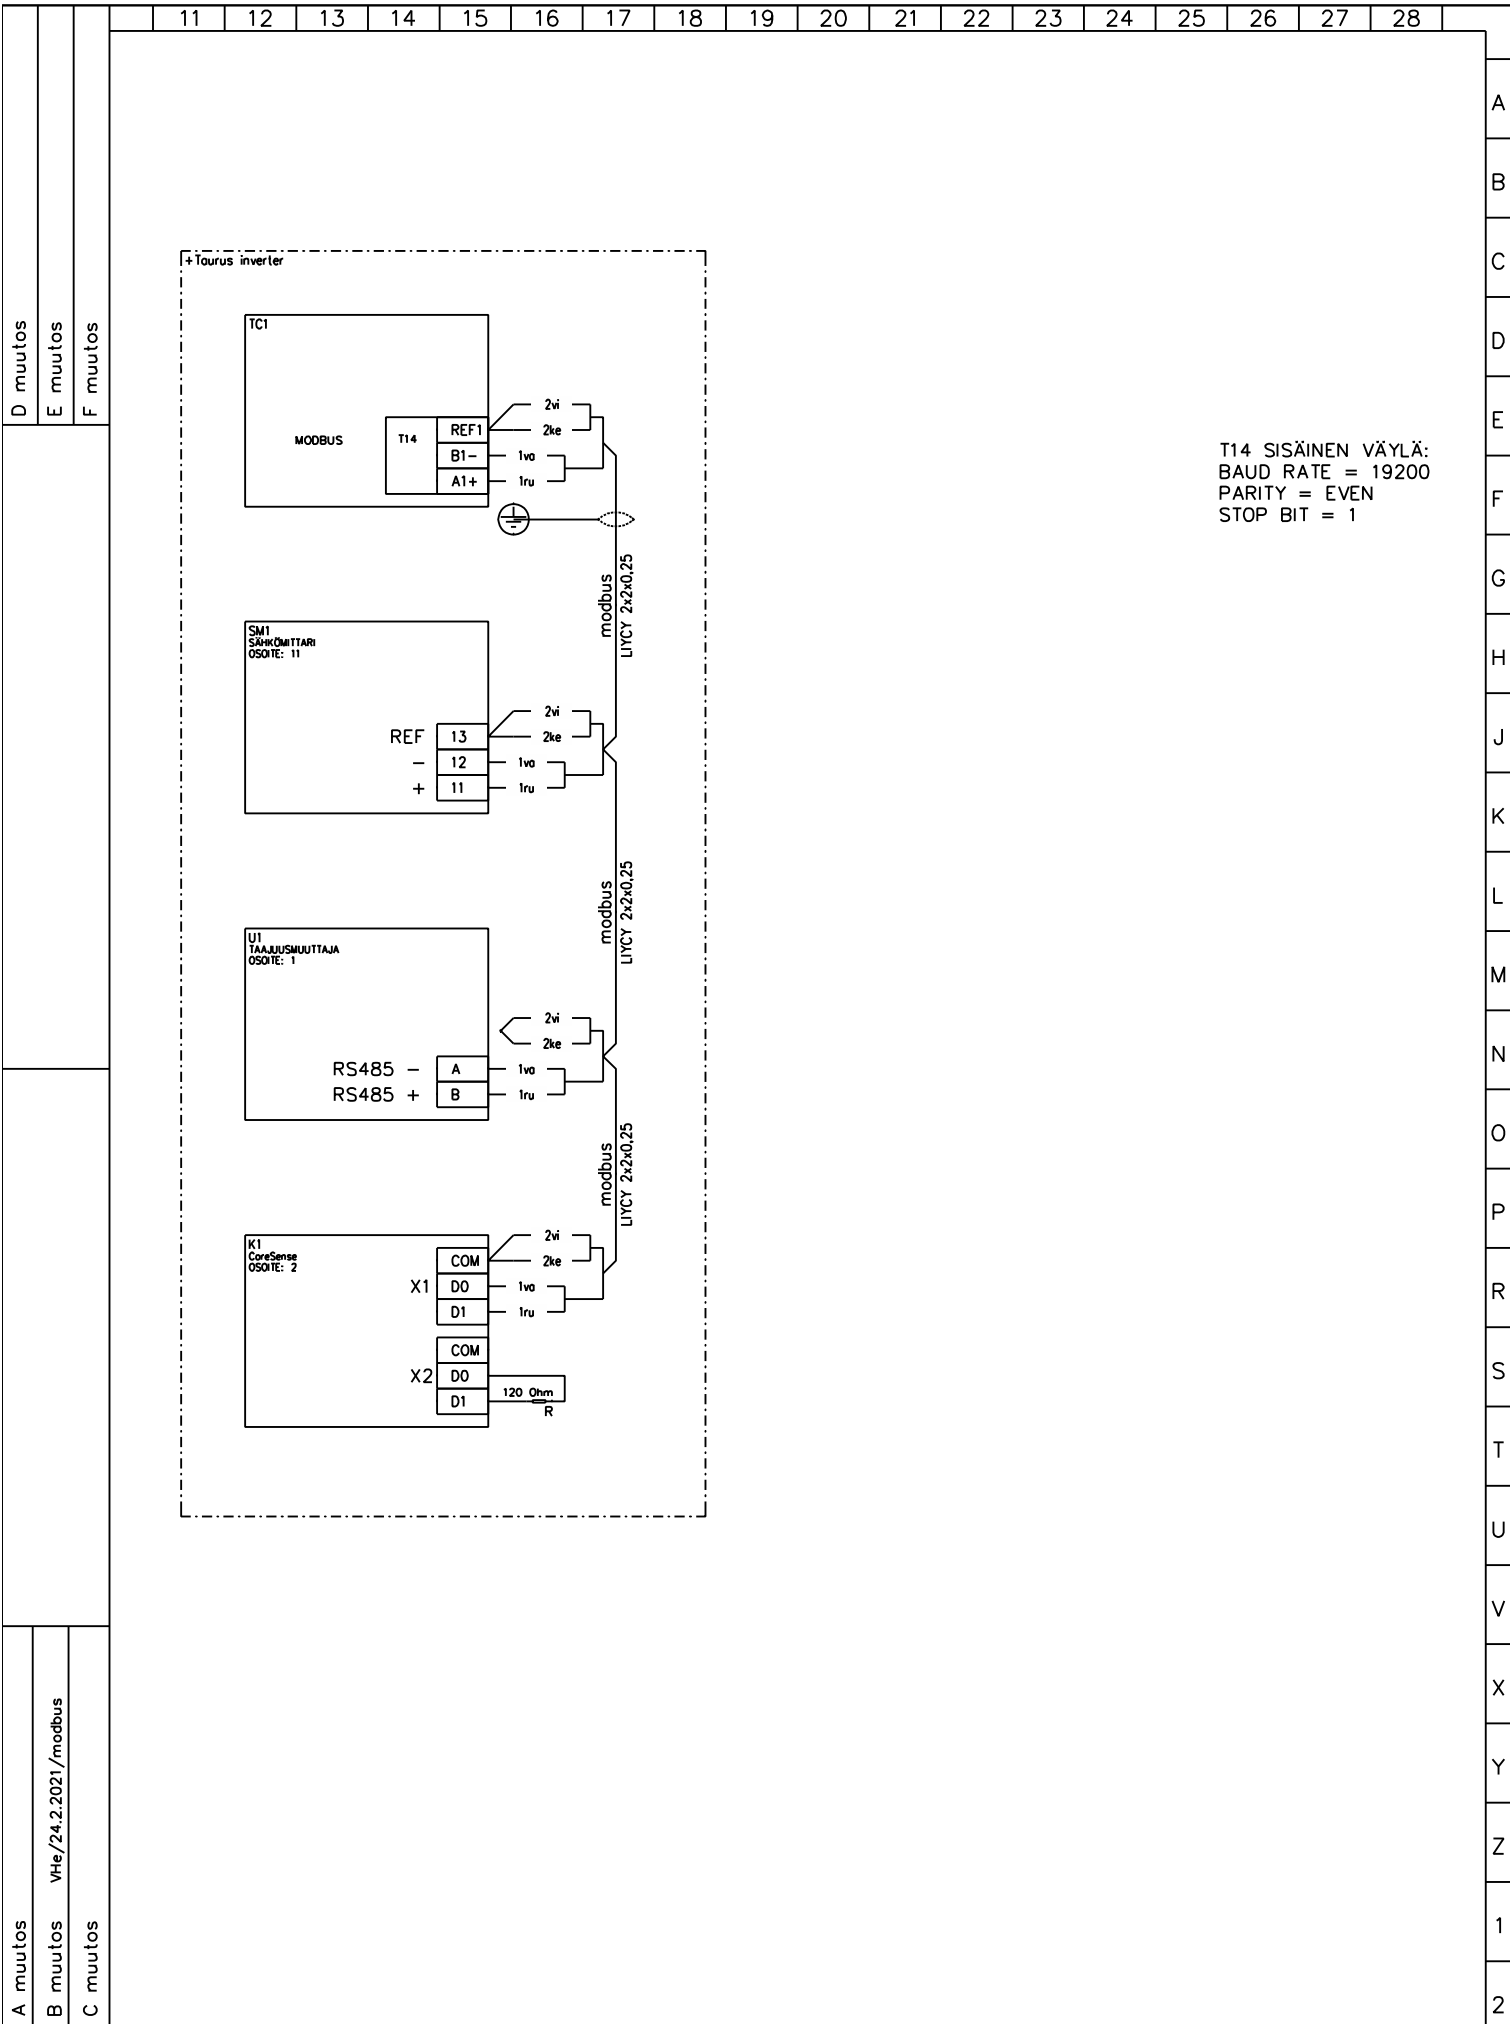 11 12 13 14 15 16 17 18 19 20 21 22 23 24 25 26 27 28
A
B
C
D
E
F
G
H
J
K
L
M
N
O
P
R
S
T
U
V
X
Y
Z
1
2
D muutos
E muutos
F muutos
A muutos
B muutos VHe/24.2.2021/modbus
C muutos
+Taurus inverter
TC1
MODBUS
T14
REF1
B1-
A1+
2vi
2ke
1va
1ru
modbus
LIYCY 2x2x0,25
SM1
SÄHKÖMITTARI
OSOITE: 11
REF 13
- 12
+ 11
2vi
2ke
1va
1ru
modbus
LIYCY 2x2x0,25
U1
TAAJUUSMUUTTAJA
OSOITE: 1
RS485 - A
RS485 + B
2vi
2ke
1va
1ru
modbus
LIYCY 2x2x0,25
K1
CoreSense
OSOITE: 2
X1
COM
D0
D1
2vi
2ke
1va
1ru
X2
COM
D0
D1
120 Ohm
R
T14 SISÄINEN VÄYLÄ:
BAUD RATE = 19200
PARITY = EVEN
STOP BIT = 1